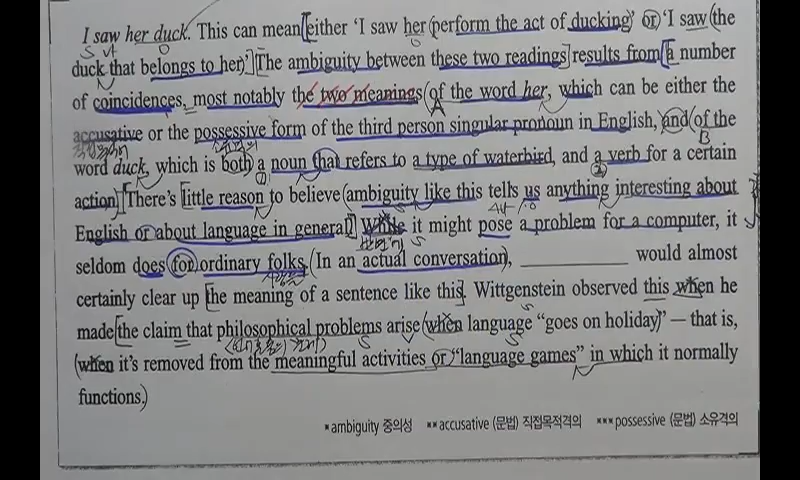 I saw her duck. This can mean either 'I saw her (perform the act of ducking)' or 'I saw (the
duck that belongs to her).' The ambiguity between these two readings results from a number
of coincidences, most notably the two meanings (of the word her, which can be either the
accusative or the possessive form of the third person singular pronoun in English, and (of the
word duck, which is both a noun that refers to a type of waterbird, and a verb for a certain
action. There's little reason to believe (ambiguity like this tells us anything interesting about
English or about language in general. While it might pose a problem for a computer, it
seldom does for ordinary folks. (In an actual conversation), __________ would almost
certainly clear up the meaning of a sentence like this. Wittgenstein observed this when he
made the claim that philosophical problems arise (when language "goes on holiday" — that is,
(when it's removed from the meaningful activities or "language games" in which it normally
functions.)
*ambiguity 중의성 **accusative (문법) 직접목적격의 ***possessive (문법) 소유격의